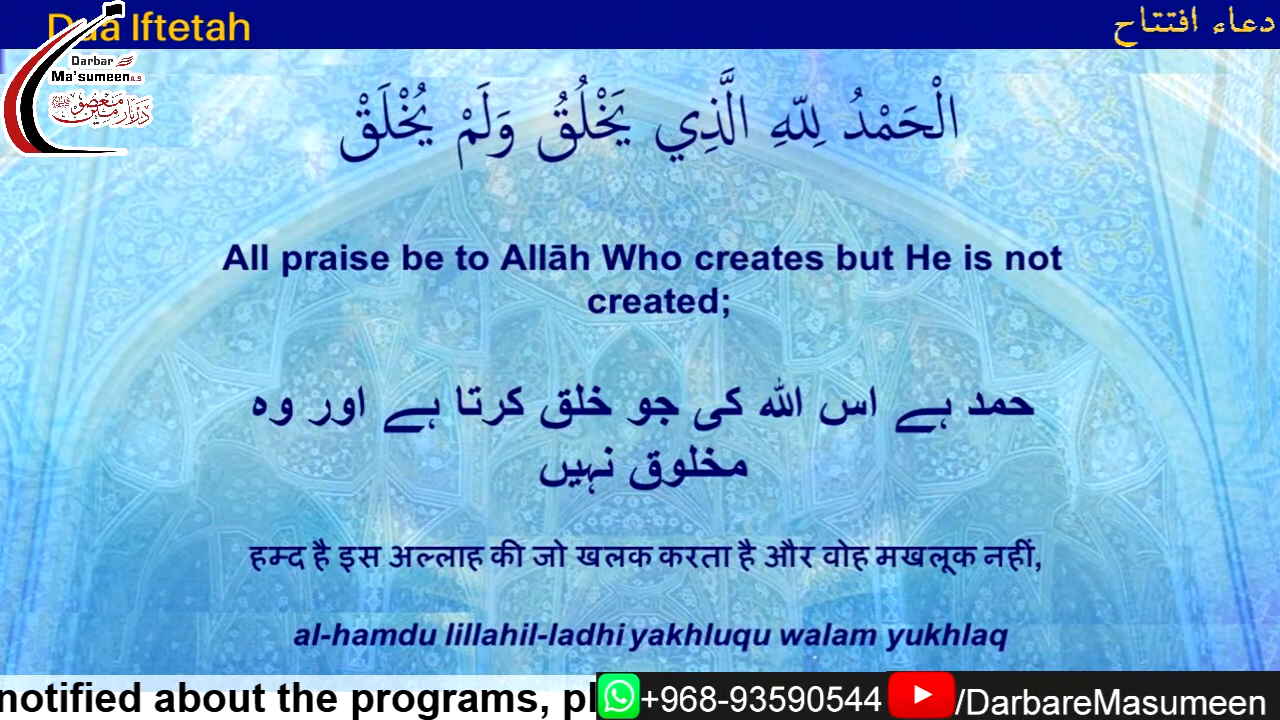 Dua Iftetah
دعاء افتتاح
Darbar
Ma'sumeen a.s
دربار معصومین
الْحَمْدُ لِلّٰهِ الَّذِي يَخْلُقُ وَلَمْ يُخْلَقْ
All praise be to Allāh Who creates but He is not
created;
حمد ہے اس اللہ کی جو خلق کرتا ہے اور وہ
مخلوق نہیں
हम्द है इस अल्लाह की जो खलक करता है और वोह मखलूक नहीं,
al-hamdu lillahil-ladhi yakhluqu walam yukhlaq
notified about the programs, pl
+968-93590544
/DarbareMasumeen